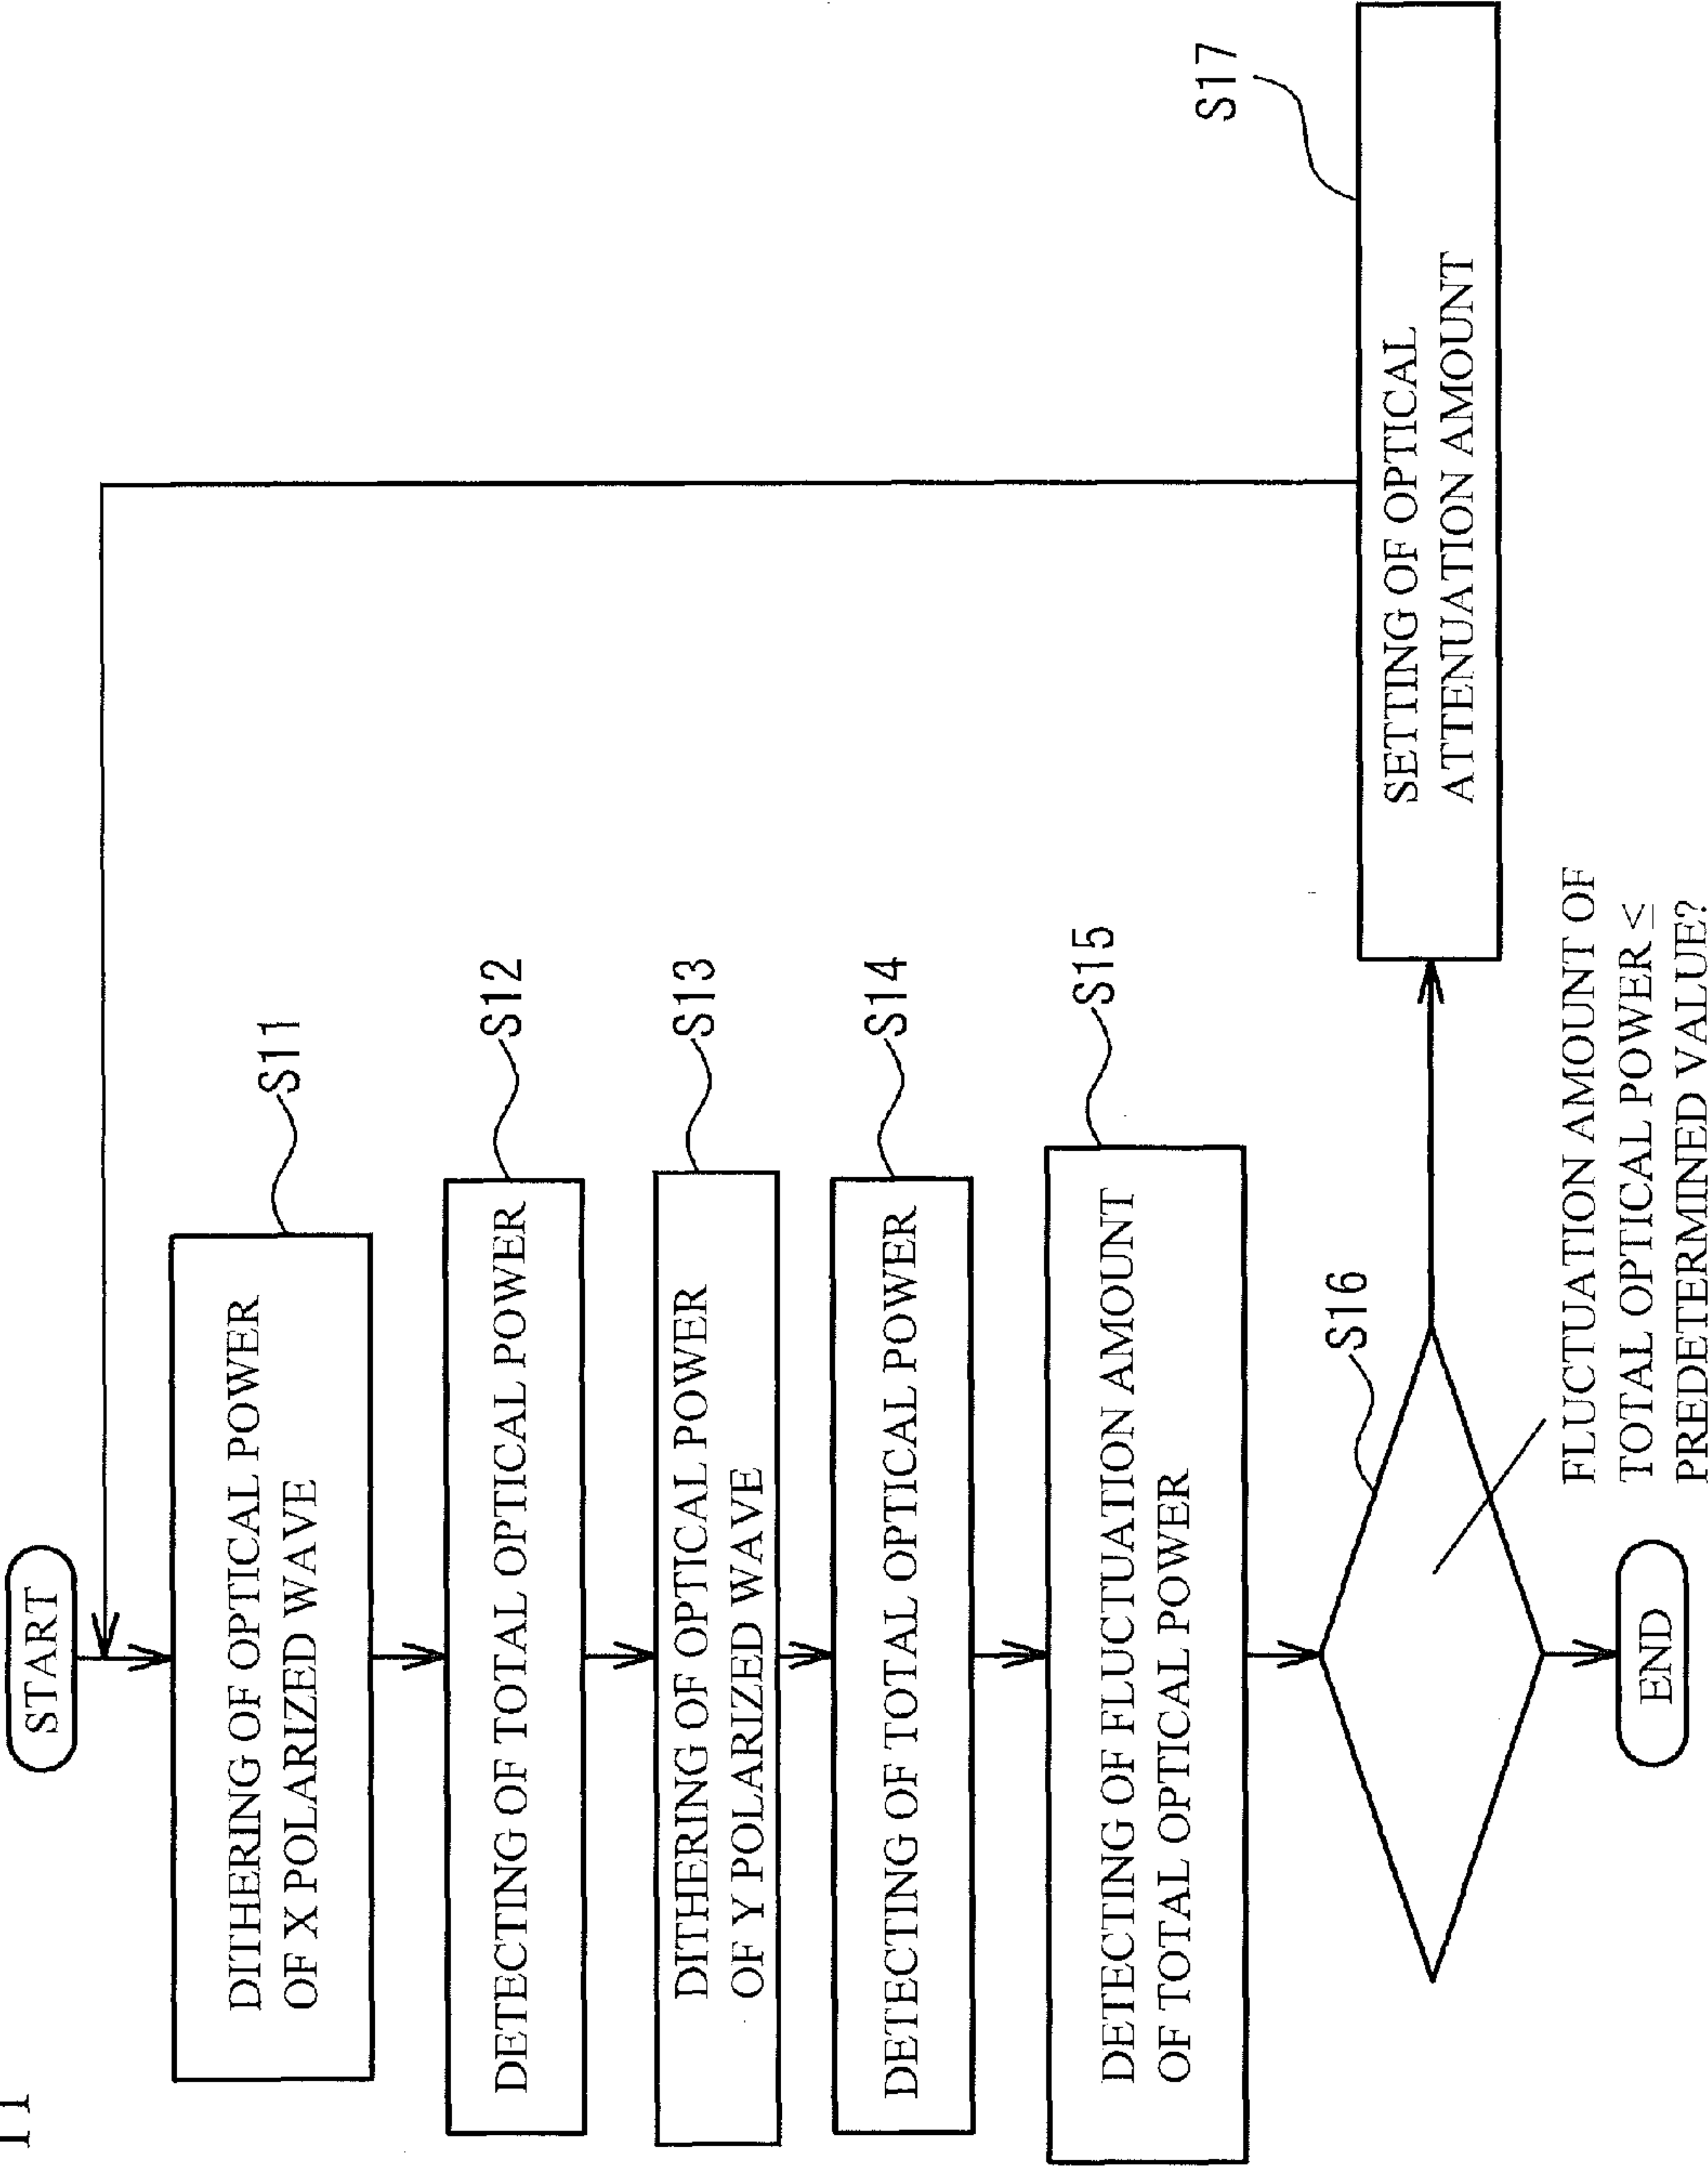 11
START
DITHERING OF OPTICAL POWER
OF X POLARIZED WAVE
S11
DETECTING OF TOTAL OPTICAL POWER
S12
DITHERING OF OPTICAL POWER
OF Y POLARIZED WAVE
S13
DETECTING OF TOTAL OPTICAL POWER
S14
DETECTING OF FLUCTUATION AMOUNT
OF TOTAL OPTICAL POWER
S15
S16
FLUCTUATION AMOUNT OF
TOTAL OPTICAL POWER ≤
PREDETERMINED VALUE?
SETTING OF OPTICAL
ATTENUATION AMOUNT
S17
END